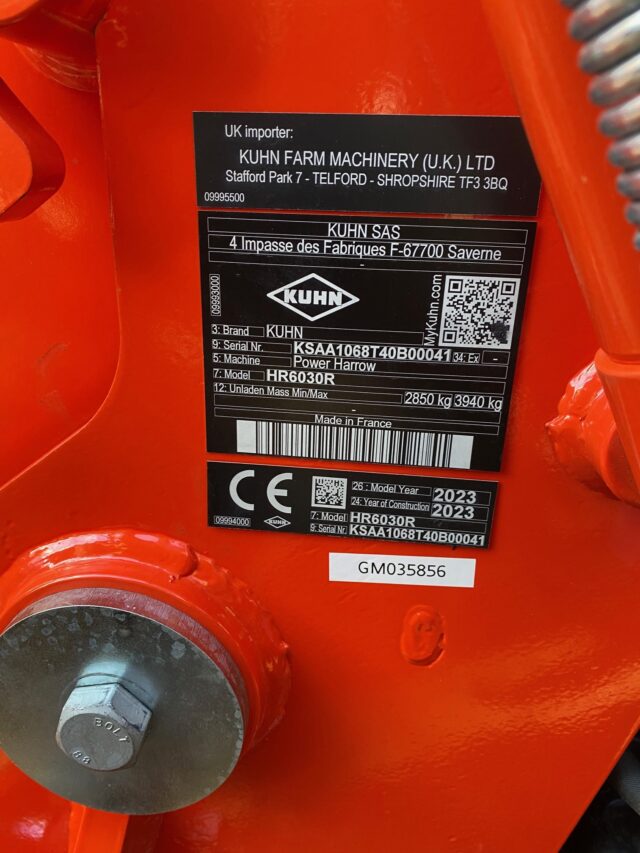 UK importer:
KUHN FARM MACHINERY (U.K.) LTD
Stafford Park 7 - TELFORD - SHROPSHIRE TF3 3BQ
09995500
KUHN SAS
4 Impasse des Fabriques F-67700 Saverne
-
09993000
KUHN
MyKuhn.com
3: Brand KUHN
9: Serial Nr. KSAA1068T40B00041 34: Ex -
5: Machine Power Harrow
7: Model HR6030R
12: Unladen Mass Min/Max 2850 kg 3940 kg
-
Made in France
CE
26 : Model Year 2023
24: Year of Construction 2023
09994000 KUHN
7: Model HR6030R
9: Serial Nr. KSAA1068T40B00041
GM035856
8.8